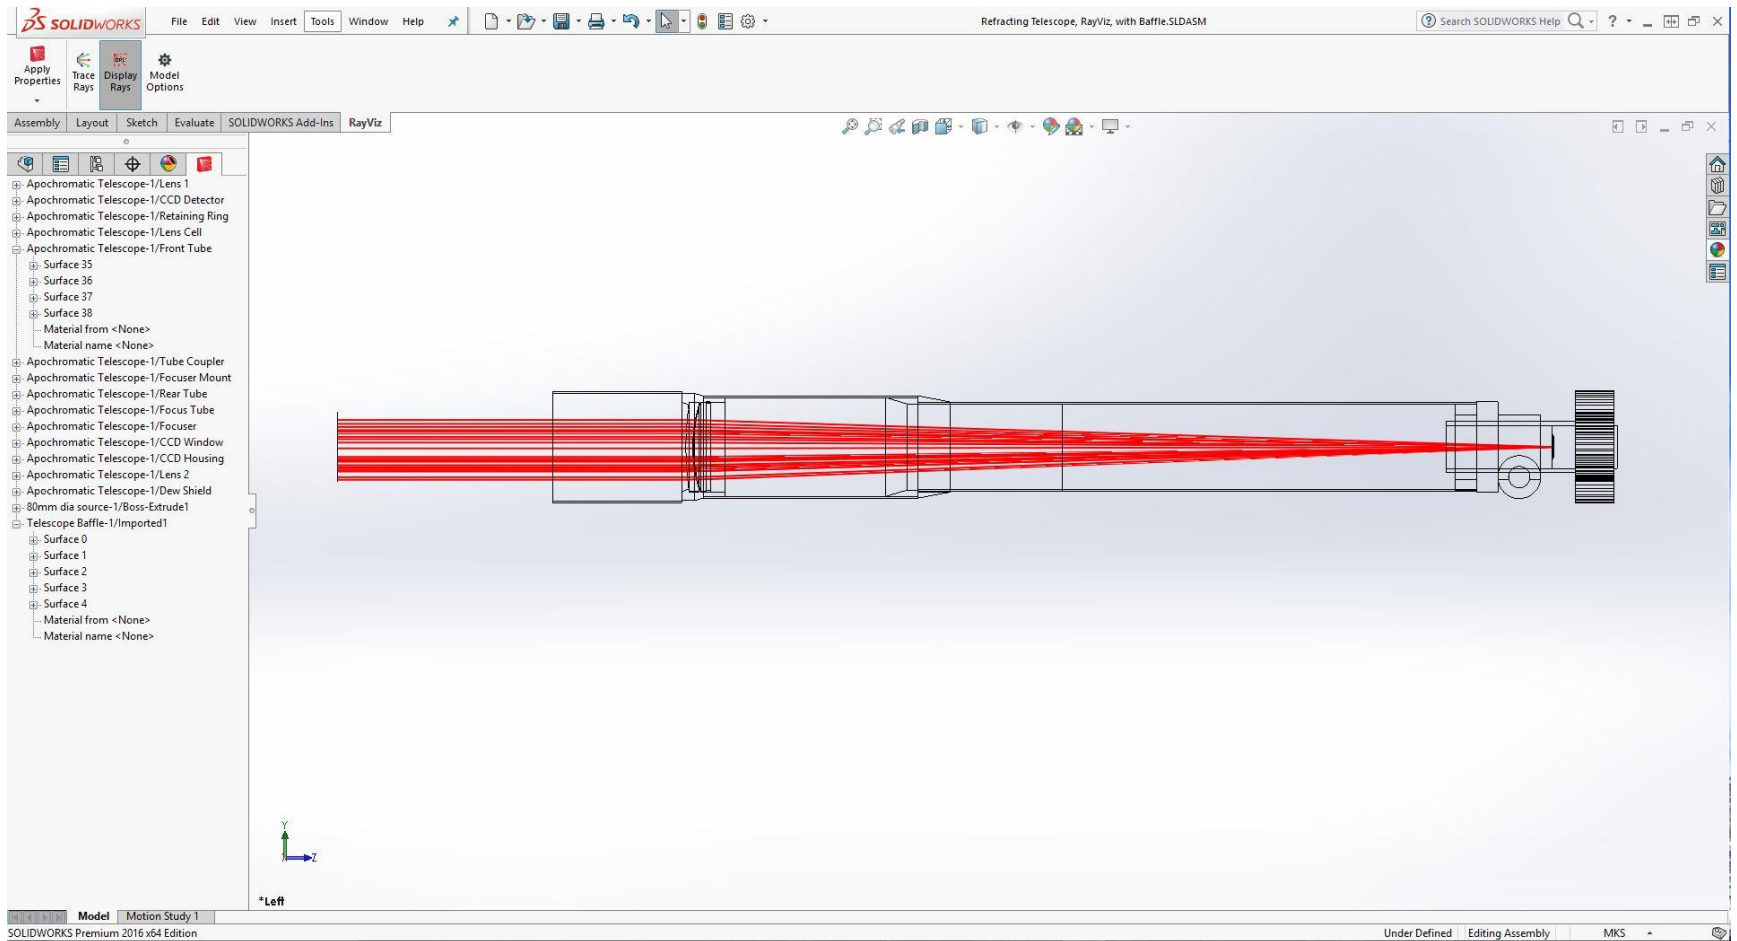 SOLIDWORKS File Edit View Insert Tools Window Help Refracting Telescope, RayViz, with Baffle.SLDASM Search SOLIDWORKS Help ?
Apply Properties
Trace Rays
Display Rays
Model Options
Assembly Layout Sketch Evaluate SOLIDWORKS Add-Ins RayViz
Apochromatic Telescope-1/Lens 1
Apochromatic Telescope-1/CCD Detector
Apochromatic Telescope-1/Retaining Ring
Apochromatic Telescope-1/Lens Cell
Apochromatic Telescope-1/Front Tube
Surface 35
Surface 36
Surface 37
Surface 38
Material from <None>
Material name <None>
Apochromatic Telescope-1/Tube Coupler
Apochromatic Telescope-1/Focuser Mount
Apochromatic Telescope-1/Rear Tube
Apochromatic Telescope-1/Focus Tube
Apochromatic Telescope-1/Focuser
Apochromatic Telescope-1/CCD Window
Apochromatic Telescope-1/CCD Housing
Apochromatic Telescope-1/Lens 2
Apochromatic Telescope-1/Dew Shield
80mm dia source-1/Boss-Extrude1
Telescope Baffle-1/Imported1
Surface 0
Surface 1
Surface 2
Surface 3
Surface 4
Material from <None>
Material name <None>
Y
Z
*Left
Model Motion Study 1
SOLIDWORKS Premium 2016 x64 Edition Under Defined Editing Assembly MKS